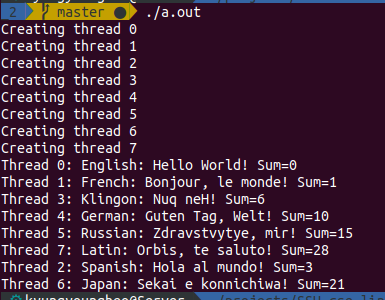 2 master ● ./a.out
Creating thread 0
Creating thread 1
Creating thread 2
Creating thread 3
Creating thread 4
Creating thread 5
Creating thread 6
Creating thread 7
Thread 0: English: Hello World! Sum=0
Thread 1: French: Bonjour, le monde! Sum=1
Thread 3: Klingon: Nuq neH! Sum=6
Thread 4: German: Guten Tag, Welt! Sum=10
Thread 5: Russian: Zdravstvytye, mir! Sum=15
Thread 7: Latin: Orbis, te saluto! Sum=28
Thread 2: Spanish: Hola al mundo! Sum=3
Thread 6: Japan: Sekai e konnichiwa! Sum=21